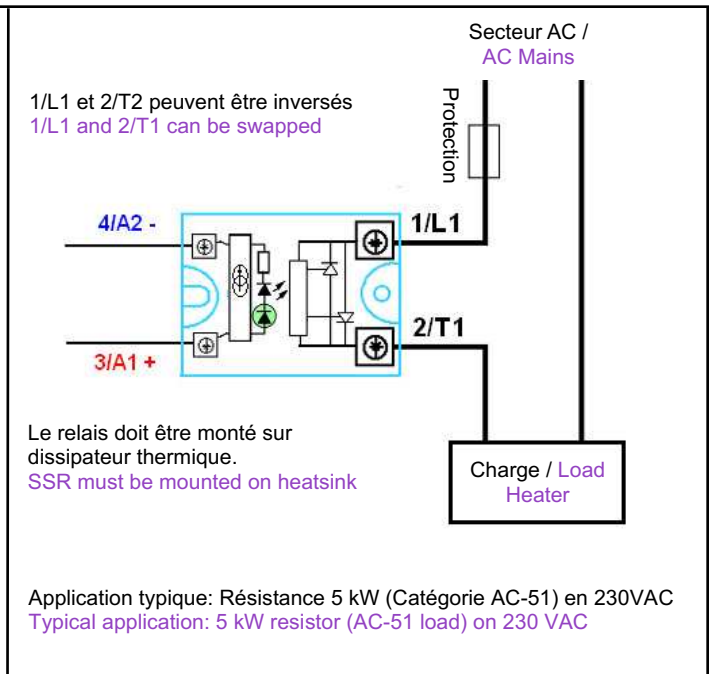 Secteur AC /
AC Mains
1/L1 et 2/T2 peuvent être inversés
1/L1 and 2/T1 can be swapped
Protection
4/A2 -
1/L1
2/T1
3/A1 +
Le relais doit être monté sur
dissipateur thermique.
SSR must be mounted on heatsink
Charge / Load
Heater
Application typique: Résistance 5 kW (Catégorie AC-51) en 230VAC
Typical application: 5 kW resistor (AC-51 load) on 230 VAC